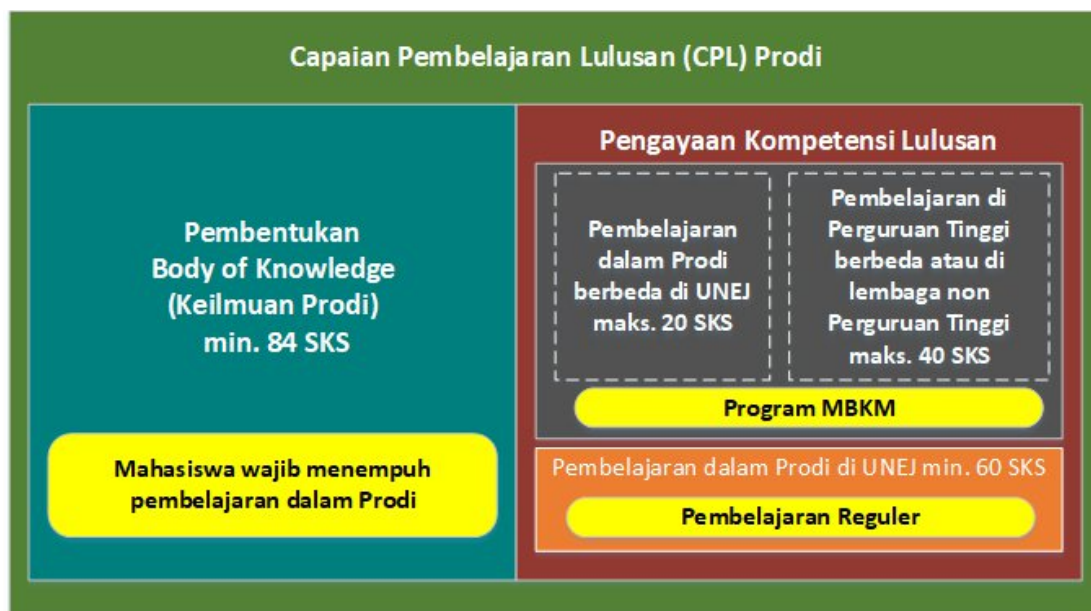 Capaian Pembelajaran Lulusan (CPL) Prodi
Pembentukan
Body of Knowledge
(Keilmuan Prodi)
min. 84 SKS
Mahasiswa wajib menempuh
pembelajaran dalam Prodi
Pengayaan Kompetensi Lulusan
Pembelajaran
dalam Prodi
berbeda di UNEJ
maks. 20 SKS
Pembelajaran di
Perguruan Tinggi
berbeda atau di
lembaga non
Perguruan Tinggi
maks. 40 SKS
Program MBKM
Pembelajaran dalam Prodi di UNEJ min. 60 SKS
Pembelajaran Reguler